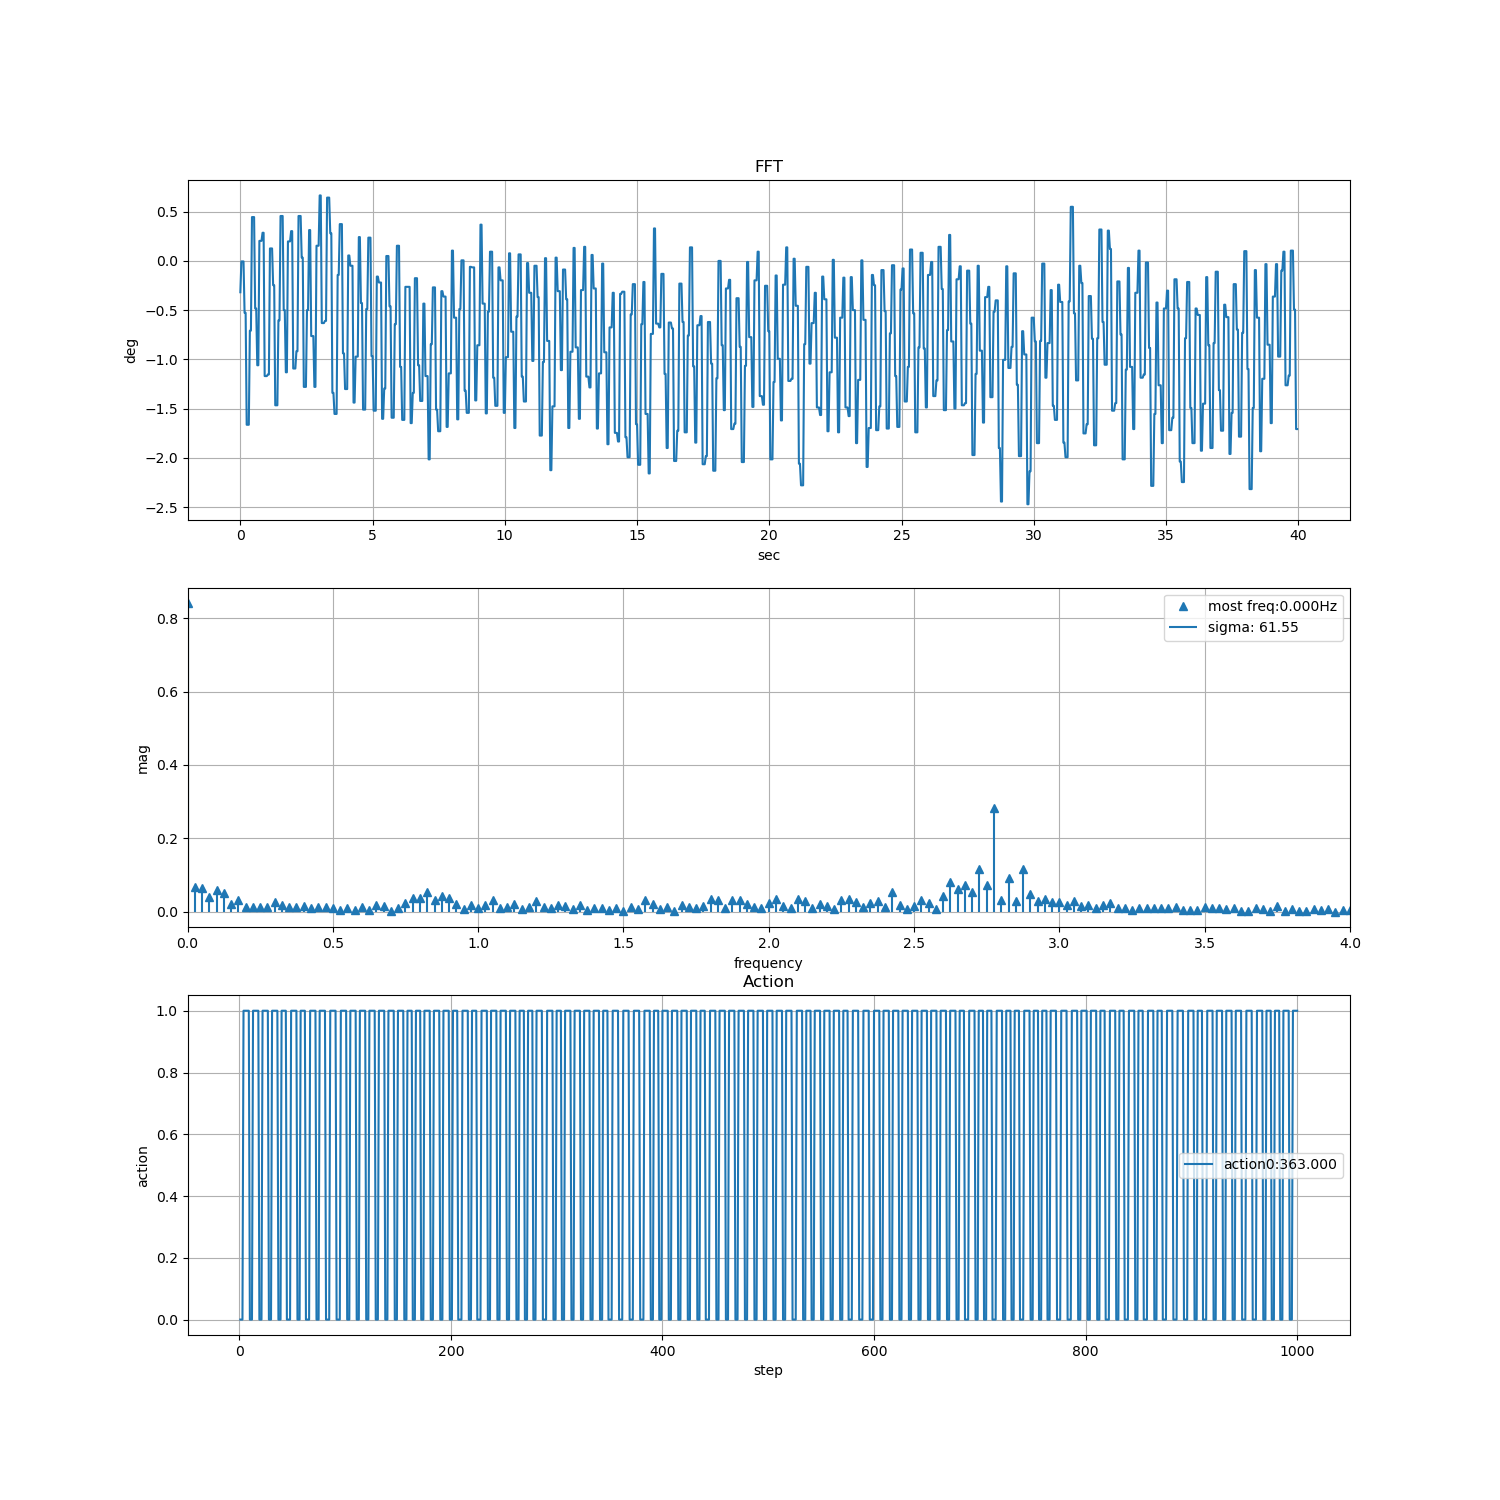 FFT
0.5
0.0
−0.5
−1.0
−1.5
−2.0
−2.5
deg
0 5 10 15 20 25 30 35 40
sec
0.8
0.6
0.4
0.2
0.0
mag
most freq:0.000Hz
sigma: 61.55
0.0 0.5 1.0 1.5 2.0 2.5 3.0 3.5 4.0
frequency
Action
1.0
0.8
0.6
0.4
0.2
0.0
action
action0:363.000
0 200 400 600 800 1000
step